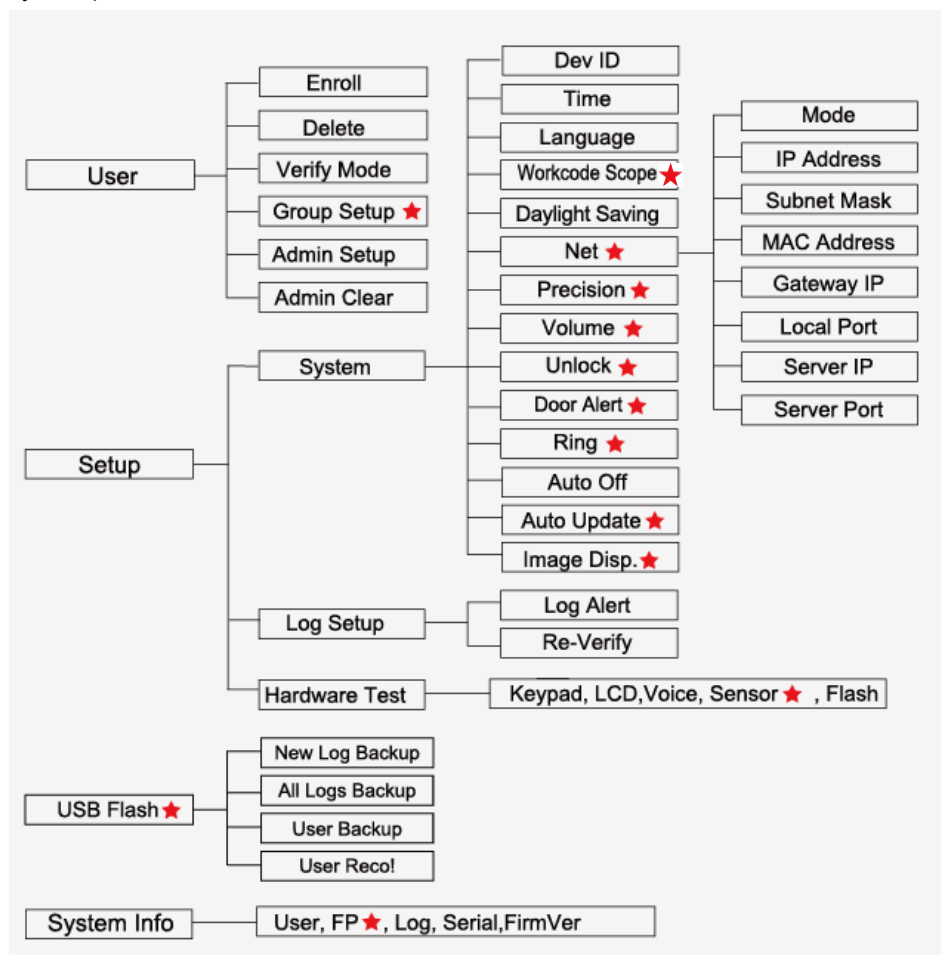 User
Enroll
Delete
Verify Mode
Group Setup ★
Admin Setup
Admin Clear
Setup
System
Dev ID
Time
Language
Workcode Scope ★
Daylight Saving
Net ★
Mode
IP Address
Subnet Mask
MAC Address
Gateway IP
Local Port
Server IP
Server Port
Precision ★
Volume ★
Unlock ★
Door Alert ★
Ring ★
Auto Off
Auto Update ★
Image Disp. ★
Log Setup
Log Alert
Re-Verify
Hardware Test
Keypad, LCD,Voice, Sensor ★ , Flash
USB Flash ★
New Log Backup
All Logs Backup
User Backup
User Reco!
System Info
User, FP ★, Log, Serial,FirmVer